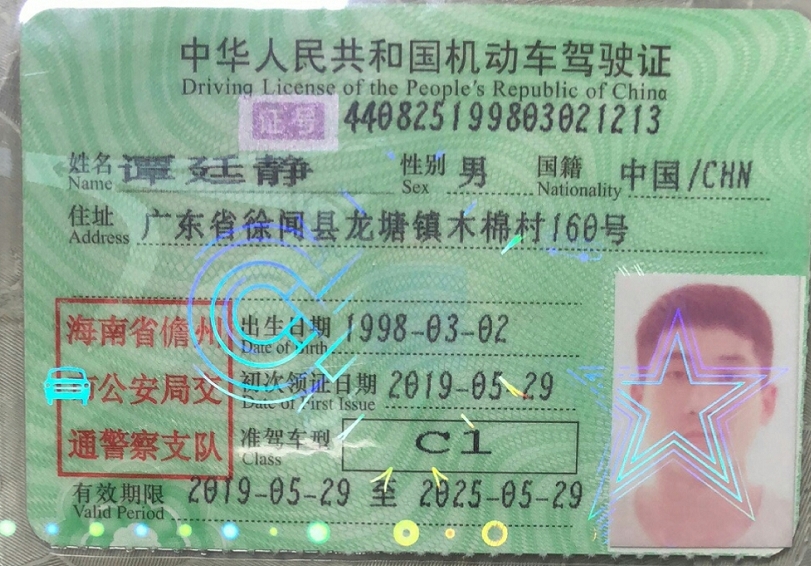 中华人民共和国机动车驾驶证
Driving License of the People's Republic of China
证号 440825199803021213
姓名 谭廷静 性别 男 国籍 中国/CHN
Name Sex Nationality
住址 广东省徐闻县龙塘镇木棉村160号
Address
海南省儋州
公安局交
通警察支队
出生日期 1998-03-02
Date of Birth
初次领证日期 2019-05-29
Date of First Issue
准驾车型 C1
Class
有效期限 2019-05-29 至 2025-05-29
Valid Period